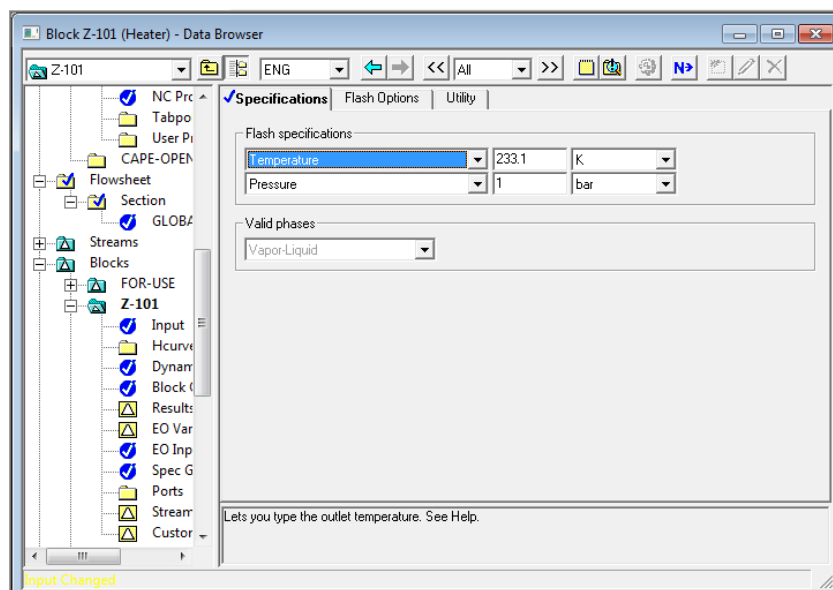 Block Z-101 (Heater) - Data Browser
Z-101 ENG << All >> N
NC Pro
Tabpo
User Pr
CAPE-OPEN
Flowsheet
Section
GLOBA
Streams
Blocks
FOR-USE
Z-101
Input
Hcurve
Dynam
Block
Results
EO Var
EO Inp
Spec G
Ports
Stream
Custor
Specifications Flash Options Utility
Flash specifications
Temperature 233.1 K
Pressure 1 bar
Valid phases
Vapor-Liquid
Lets you type the outlet temperature. See Help.
Input Changed